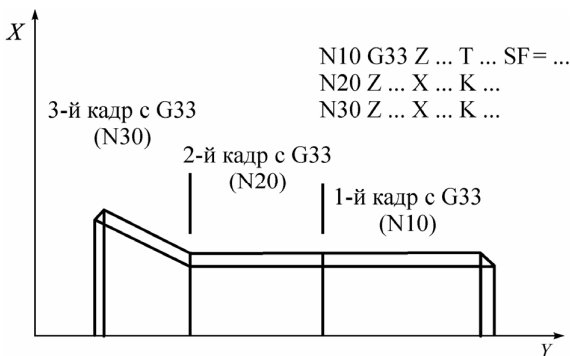 X
N10 G33 Z ... T ... SF= ...
N20 Z ... X ... K ...
N30 Z ... X ... K ...
3-й кадр с G33
(N30)
2-й кадр с G33
(N20)
1-й кадр с G33
(N10)
Y